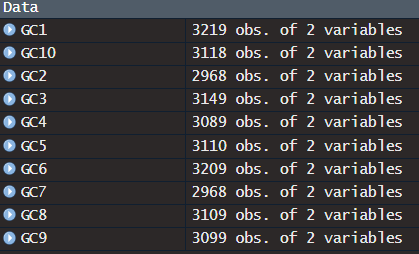 Data
GC1 3219 obs. of 2 variables
GC10 3118 obs. of 2 variables
GC2 2968 obs. of 2 variables
GC3 3149 obs. of 2 variables
GC4 3089 obs. of 2 variables
GC5 3110 obs. of 2 variables
GC6 3209 obs. of 2 variables
GC7 2968 obs. of 2 variables
GC8 3109 obs. of 2 variables
GC9 3099 obs. of 2 variables